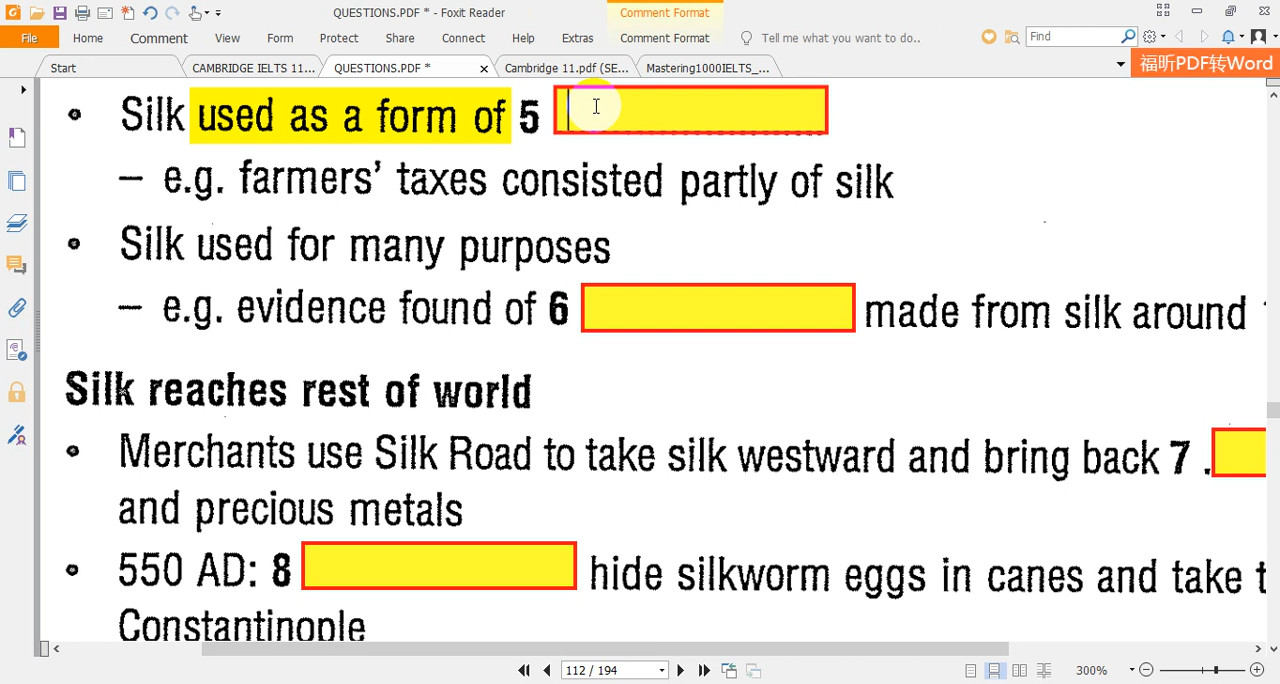 QUESTIONS.PDF * - Foxit Reader
Comment Format
File Home Comment View Form Protect Share Connect Help Extras Comment Format Tell me what you want to do.. Find
Start CAMBRIDGE IELTS 11... QUESTIONS.PDF * Cambridge 11.pdf (SE... Mastering1000IELTS_... 福昕PDF转Word
• Silk used as a form of 5
– e.g. farmers' taxes consisted partly of silk
• Silk used for many purposes
– e.g. evidence found of 6 made from silk around
Silk reaches rest of world
• Merchants use Silk Road to take silk westward and bring back 7 .
and precious metals
• 550 AD: 8 hide silkworm eggs in canes and take t
Constantinople
112 / 194 300%